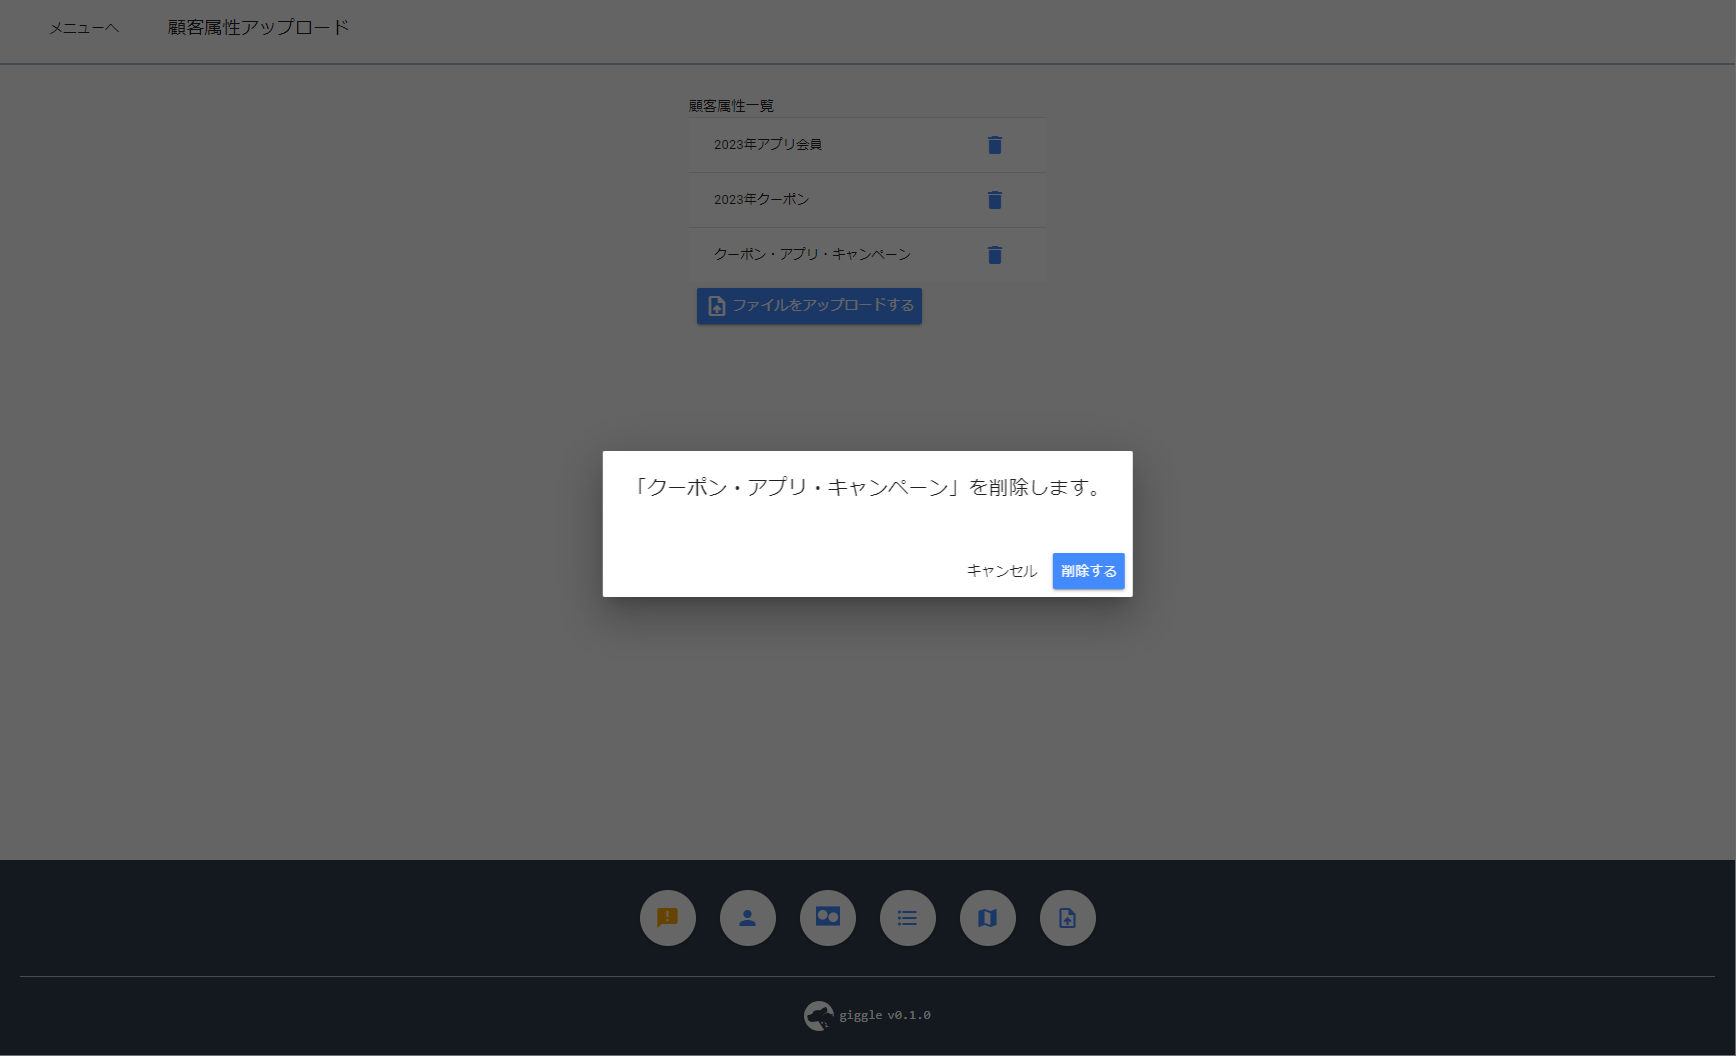 メニューへ
顧客属性アップロード
顧客属性一覧
2023年アプリ会員
2023年クーポン
クーポン・アプリ・キャンペーン
ファイルをアップロードする
「クーポン・アプリ・キャンペーン」を削除します。
キャンセル
削除する
giggle v0.1.0